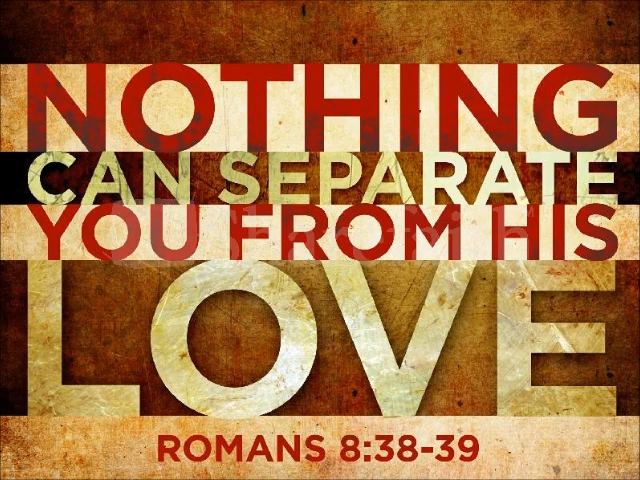 NOTHING
CAN SEPARATE
YOU FROM HIS
LOVE
ROMANS 8:38-39